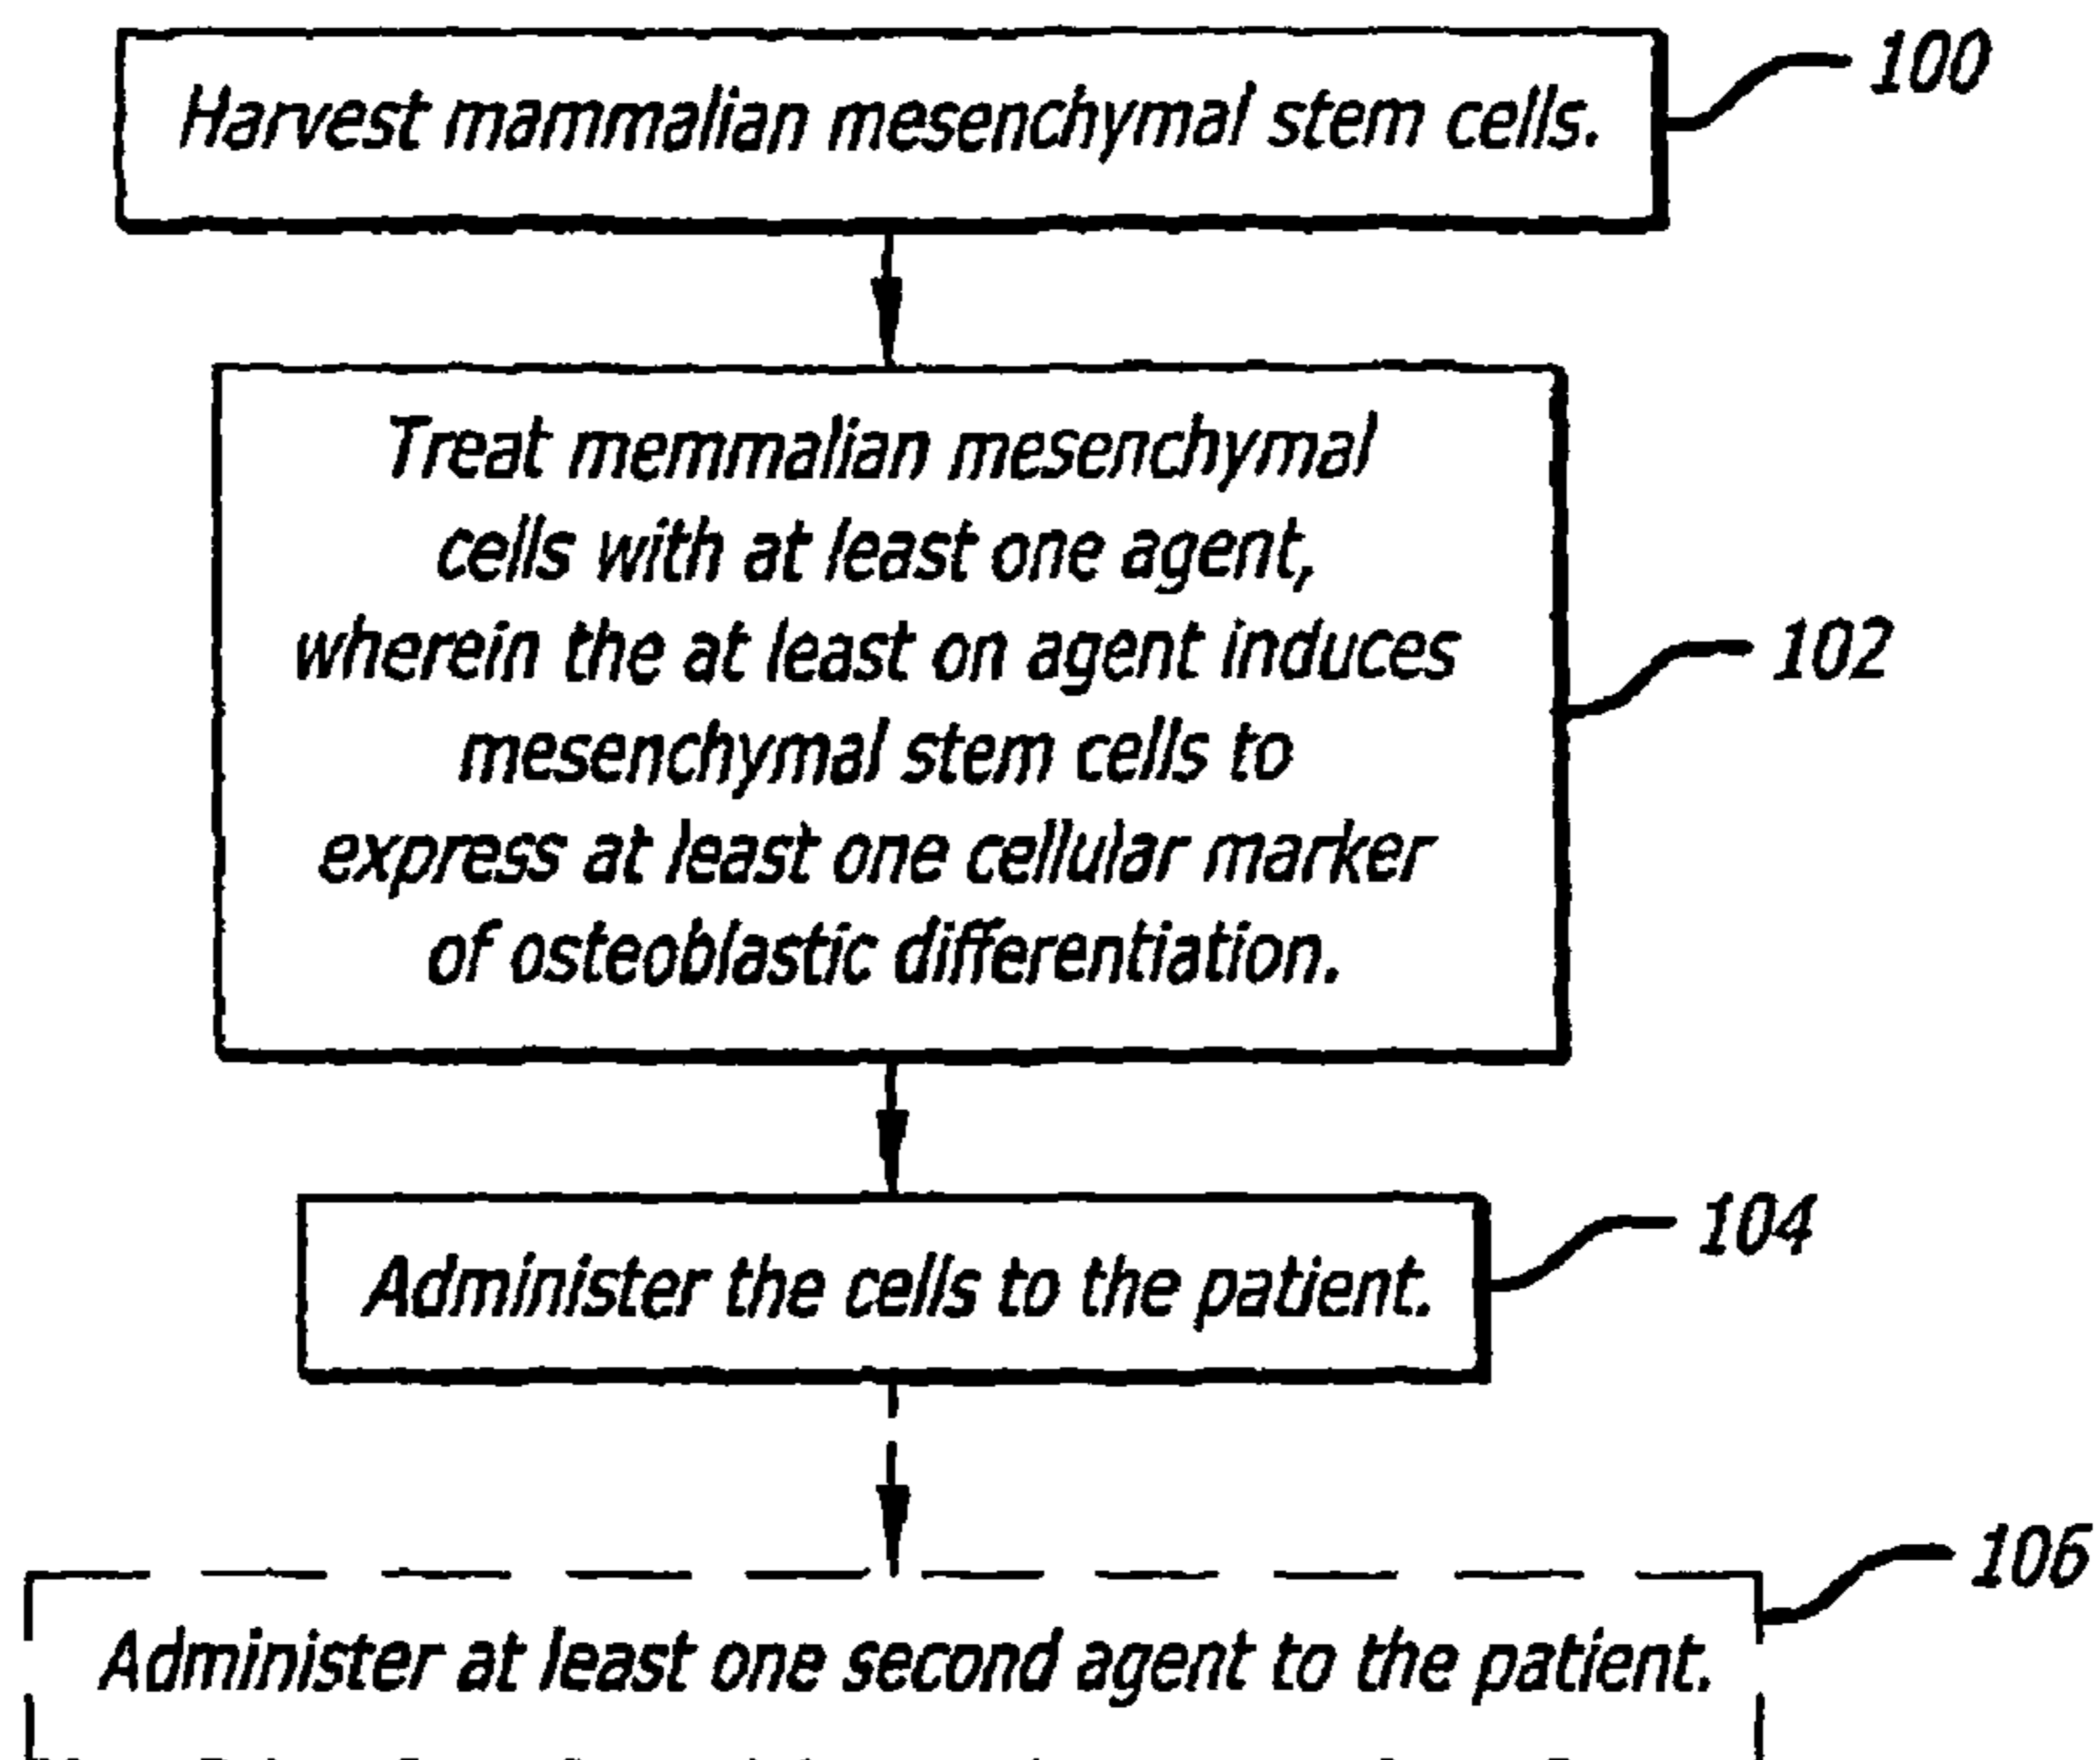 Harvest mammalian mesenchymal stem cells.
100
Treat memmalian mesenchymal
cells with at least one agent,
wherein the at least on agent induces
mesenchymal stem cells to
express at least one cellular marker
of osteoblastic differentiation.
102
Administer the cells to the patient.
104
106
Administer at least one second agent to the patient.